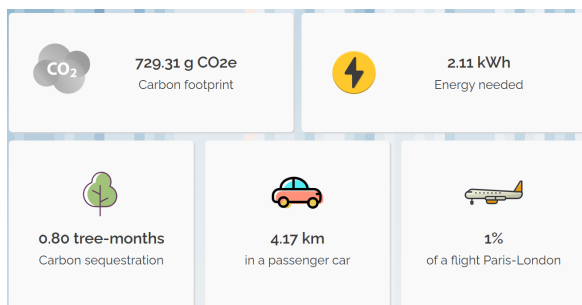 CO2
729.31 g CO2e
Carbon footprint
2.11 kWh
Energy needed
0.80 tree-months
Carbon sequestration
4.17 km
in a passenger car
1%
of a flight Paris-London